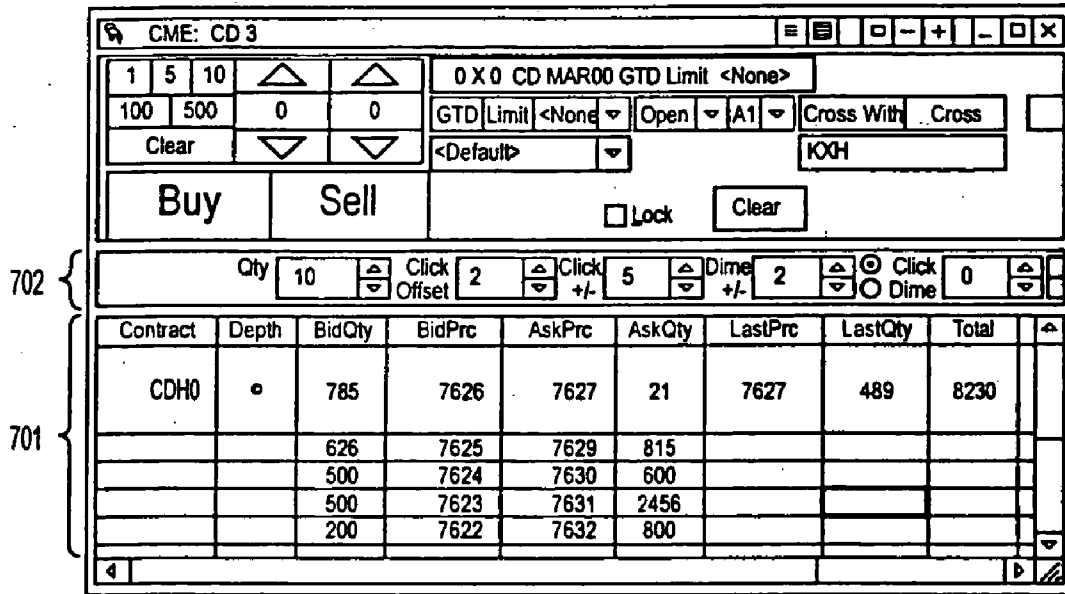 CME: CD 3
1 5 10
0 X 0 CD MAR00 GTD Limit <None>
100 500 0 0
GTD Limit <None Open A1 Cross With Cross
Clear
<Default> KXH
Buy Sell
Lock Clear
702
Qty 10 Click Offset 2 Click +/- 5 Dime +/- 2 Click Dime 0
701
Contract Depth BidQty BidPrc AskPrc AskQty LastPrc LastQty Total
CDH0 785 7626 7627 21 7627 489 8230
626 7625 7629 815
500 7624 7630 600
500 7623 7631 2456
200 7622 7632 800